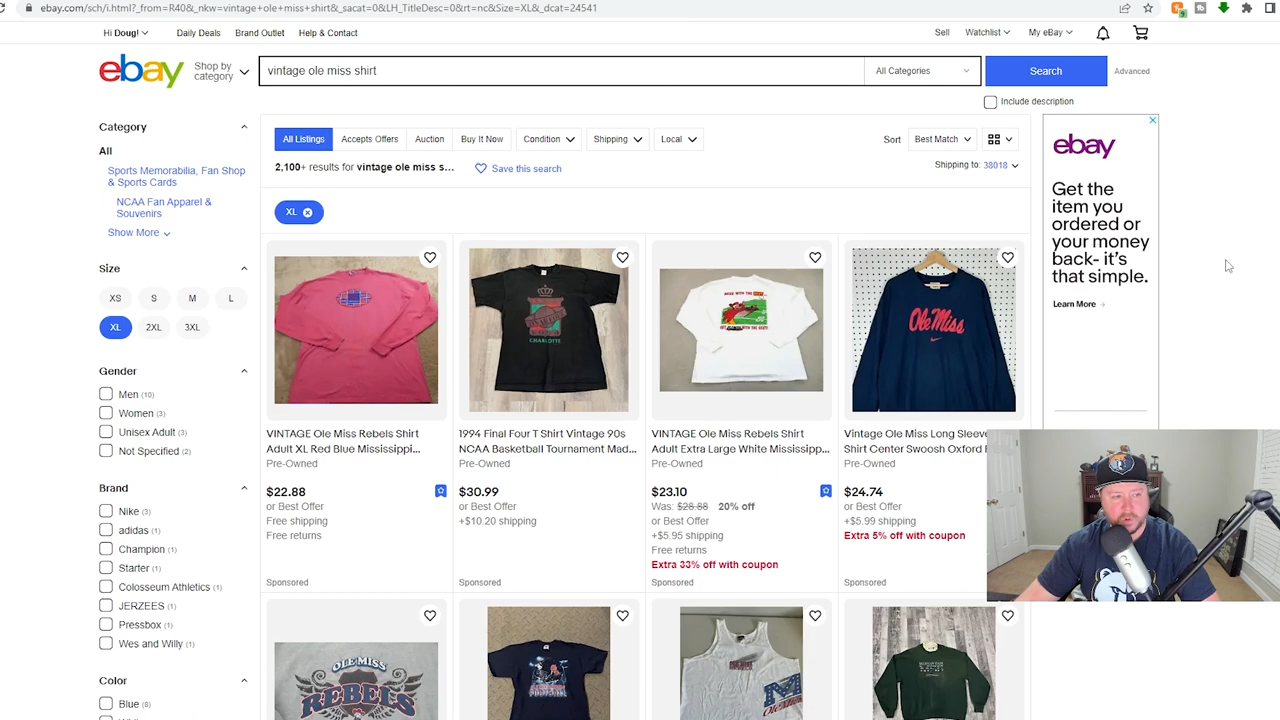 ebay.com/sch/i.html?_from=R40&_nkw=vintage+ole+miss+shirt&_sacat=0&LH_TitleDesc=0&rt=nc&Size=XL&_dcat=24541
9
Hi Doug!
Daily Deals
Brand Outlet
Help & Contact
Sell
Watchlist
My eBay
ebay
Shop by category
vintage ole miss shirt
All Categories
Search
Advanced
Include description
Category
All
Sports Memorabilia, Fan Shop
& Sports Cards
NCAA Fan Apparel &
Souvenirs
Show More
Size
XS S M L
XL 2XL 3XL
Gender
Men (10)
Women (3)
Unisex Adult (3)
Not Specified (2)
Brand
Nike (3)
adidas (1)
Champion (1)
Starter (1)
Colosseum Athletics (1)
JERZEES (1)
Pressbox (1)
Wes and Willy (1)
Color
Blue (8)
All Listings
Accepts Offers
Auction
Buy It Now
Condition
Shipping
Local
Sort
Best Match
2,100+ results for vintage ole miss s...
Save this search
Shipping to: 38018
XL
CHARLOTTE
Ole Miss
VINTAGE Ole Miss Rebels Shirt
Adult XL Red Blue Mississippi...
Pre-Owned
$22.88
or Best Offer
Free shipping
Free returns
Sponsored
1994 Final Four T Shirt Vintage 90s
NCAA Basketball Tournament Mad...
Pre-Owned
$30.99
or Best Offer
+$10.20 shipping
Sponsored
VINTAGE Ole Miss Rebels Shirt
Adult Extra Large White Mississipp...
Pre-Owned
$23.10
Was: $28.88 20% off
or Best Offer
+$5.95 shipping
Free returns
Extra 33% off with coupon
Sponsored
Vintage Ole Miss Long Sleeve
Shirt Center Swoosh Oxford
Pre-Owned
$24.74
or Best Offer
+$5.99 shipping
Extra 5% off with coupon
Sponsored
OLE MISS
REBELS
M
ebay
Get the
item you
ordered or
your money
back- it's
that simple.
Learn More